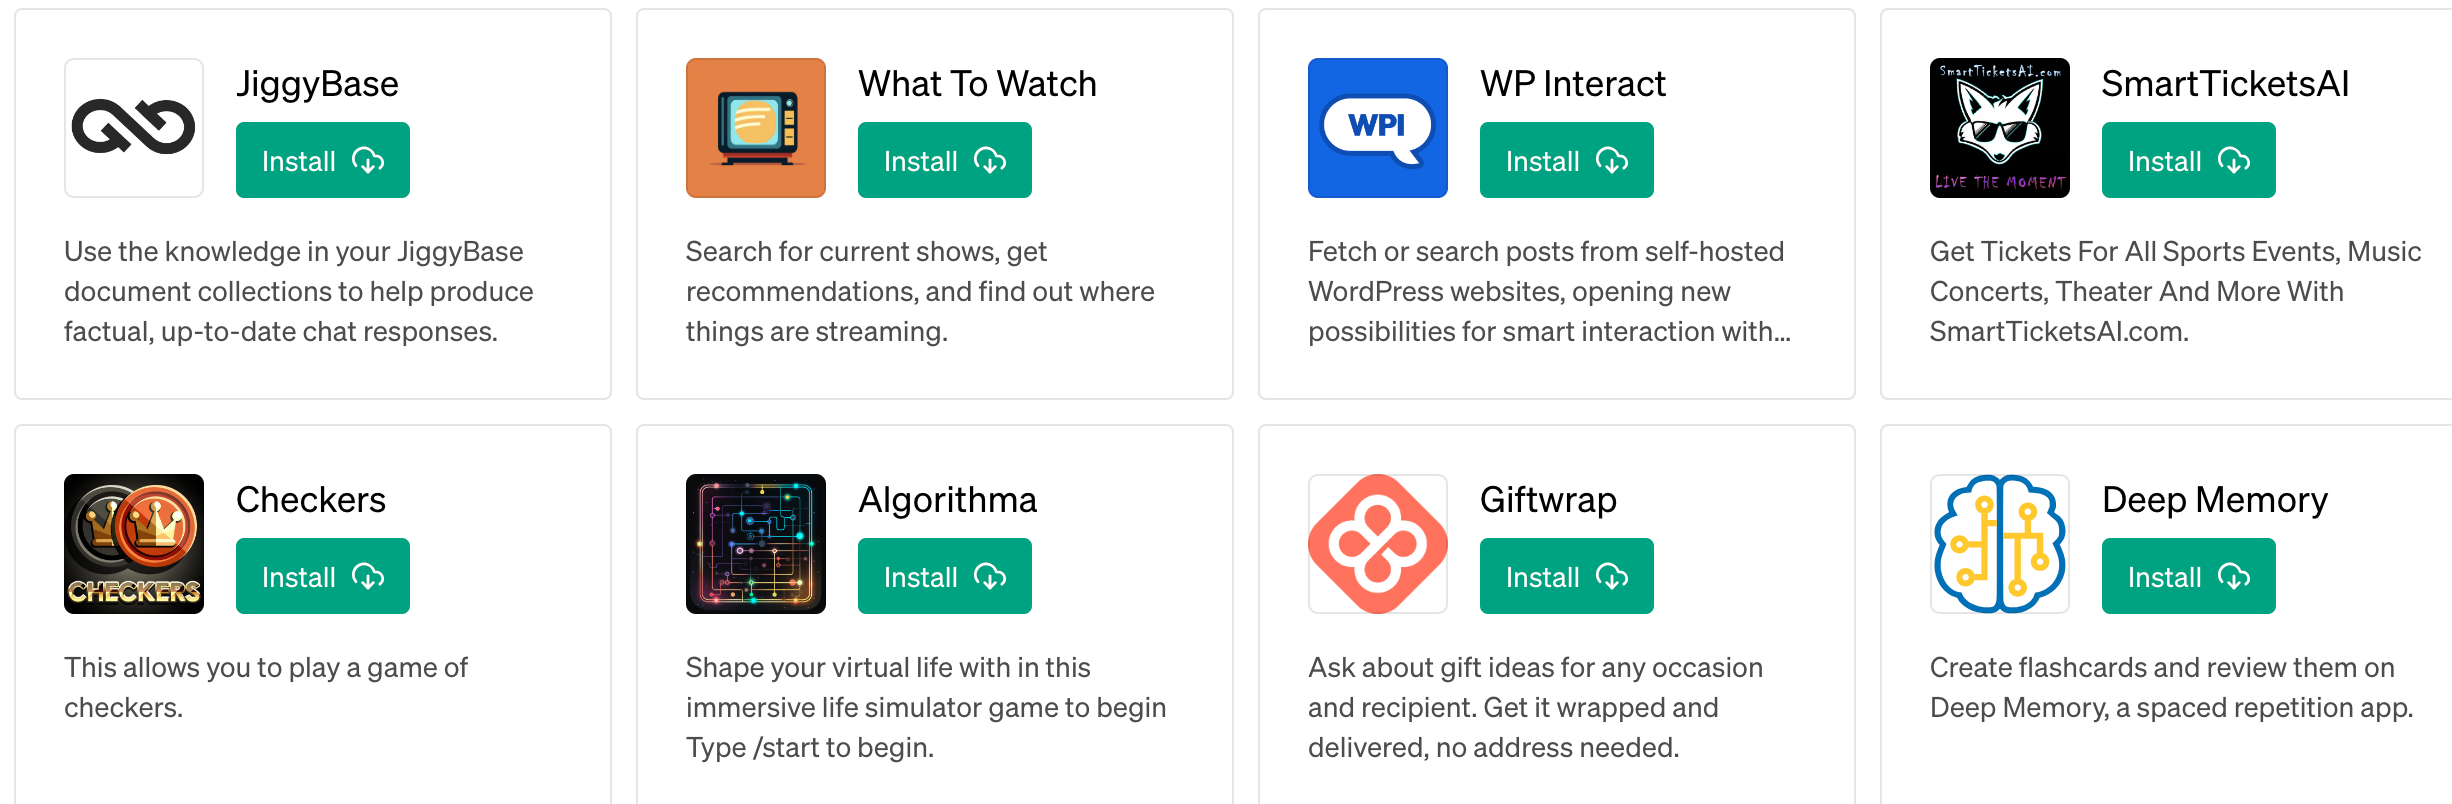 JiggyBase
Install
Use the knowledge in your JiggyBase
document collections to help produce
factual, up-to-date chat responses.
What To Watch
Install
Search for current shows, get
recommendations, and find out where
things are streaming.
WPI
WP Interact
Install
Fetch or search posts from self-hosted
WordPress websites, opening new
possibilities for smart interaction with...
SmartTicketsAI.com
LIVE THE MOMENT
SmartTicketsAI
Install
Get Tickets For All Sports Events, Music
Concerts, Theater And More With
SmartTicketsAI.com.
CHECKERS
Checkers
Install
This allows you to play a game of
checkers.
Algorithma
Install
Shape your virtual life with in this
immersive life simulator game to begin
Type /start to begin.
Giftwrap
Install
Ask about gift ideas for any occasion
and recipient. Get it wrapped and
delivered, no address needed.
Deep Memory
Install
Create flashcards and review them on
Deep Memory, a spaced repetition app.